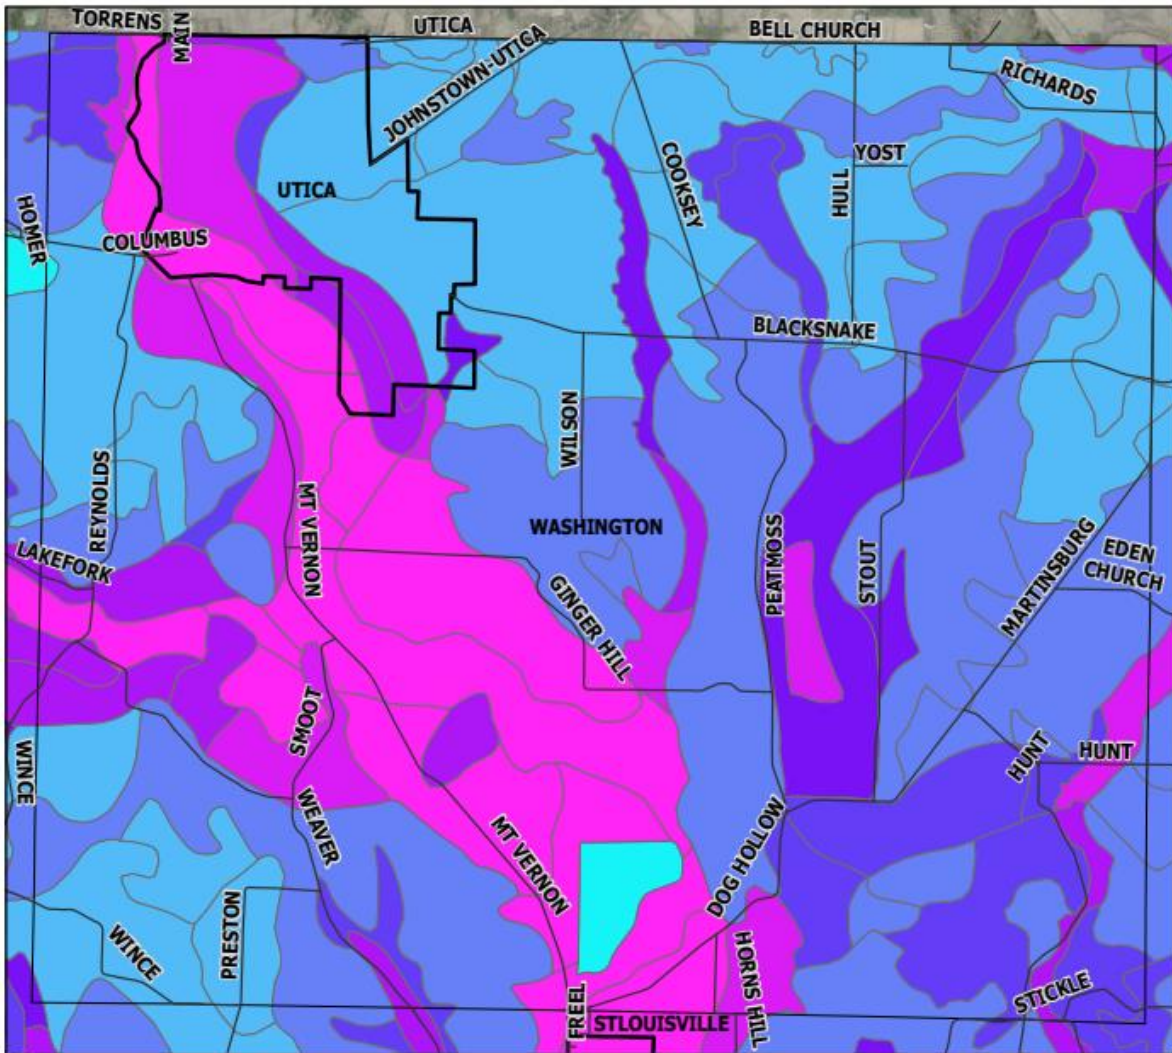 TORRENS
MAIN
UTICA
BELL CHURCH
JOHNSTOWN-UTICA
RICHARDS
COOKSEY
YOST
HULL
UTICA
HOMER
COLUMBUS
BLACKSNAKE
WILSON
REYNOLDS
MT VERNON
WASHINGTON
LAKEFORK
PEATMOSS
STOUT
MARTINSBURG
EDEN
CHURCH
GINGER HILL
SMOOT
WINCE
HUNT
HUNT
WEAVER
MT VERNON
DOG HOLLOW
WINCE
PRESTON
HORNS HILL
FREEL
STLOUISVILLE
STICKLE